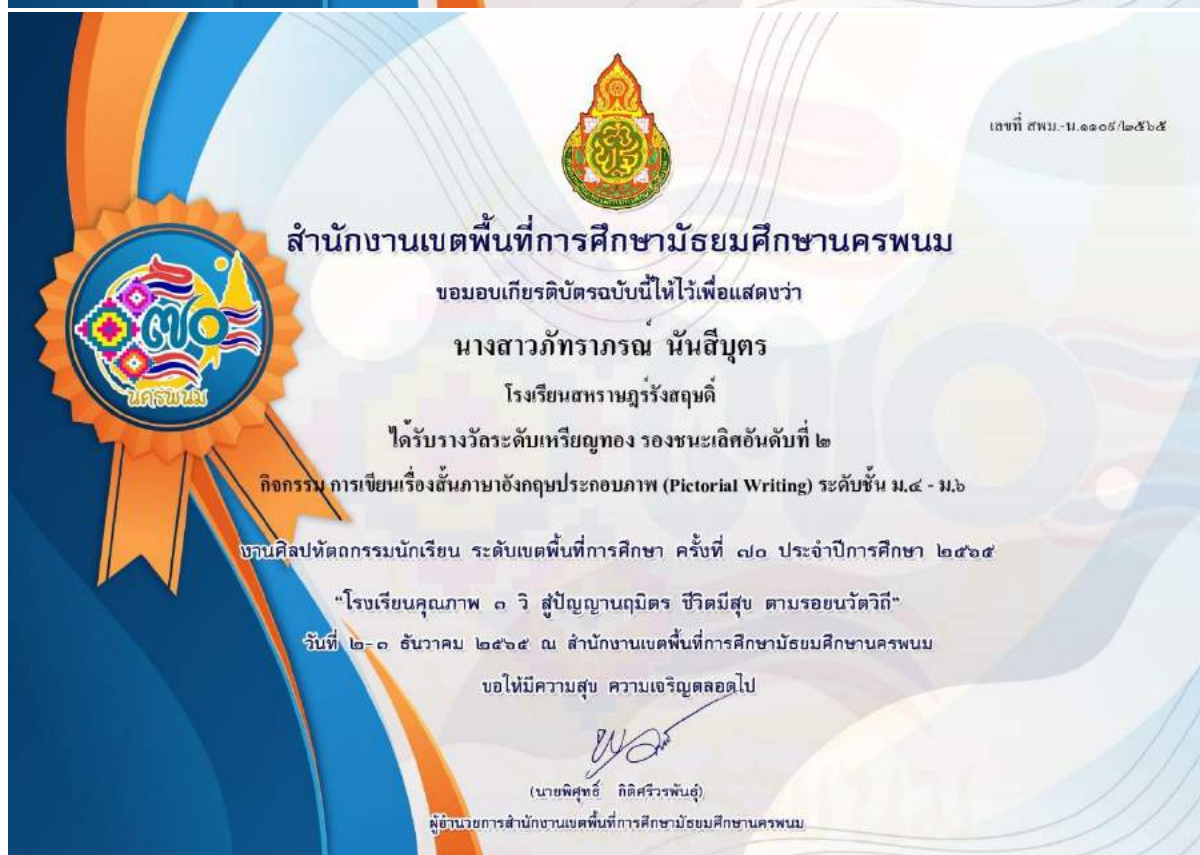 เลขที่ สพม.-น.๑๑๐๙/๒๕๖๕
สำนักงานเขตพื้นที่การศึกษามัธยมศึกษานครพนม
ขอมอบเกียรติบัตรฉบับนี้ให้ไว้เพื่อแสดงว่า
นางสาวภัทราภรณ์ นันสีบุตร
โรงเรียนสหราษฎร์รังสฤษดิ์
ได้รับรางวัลระดับเหรียญทอง รองชนะเลิศอันดับที่ ๒
กิจกรรม การเขียนเรื่องสั้นภาษาอังกฤษประกอบภาพ (Pictorial Writing) ระดับชั้น ม.๔ - ม.๖
๗๐
นครพนม
งานศิลปหัตถกรรมนักเรียน ระดับเขตพื้นที่การศึกษา ครั้งที่ ๗๐ ประจำปีการศึกษา ๒๕๖๕
“โรงเรียนคุณภาพ ๓ วิ สู่ปัญญานฤมิตร ชีวิตมีสุข ตามรอยนวัตวิถี”
วันที่ ๒-๓ ธันวาคม ๒๕๖๕ ณ สำนักงานเขตพื้นที่การศึกษามัธยมศึกษานครพนม
ขอให้มีความสุข ความเจริญตลอดไป
(นายพิศุทธิ์ กิติศรีวรพันธุ์)
ผู้อำนวยการสำนักงานเขตพื้นที่การศึกษามัธยมศึกษานครพนม